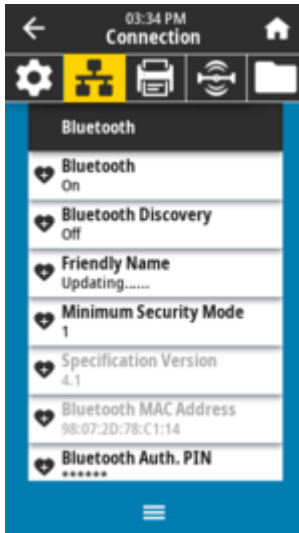 03:34 PM
Connection
Bluetooth
Bluetooth
On
Bluetooth Discovery
Off
Friendly Name
Updating......
Minimum Security Mode
1
Specification Version
4.1
Bluetooth MAC Address
98:07:2D:78:C1:14
Bluetooth Auth. PIN
******